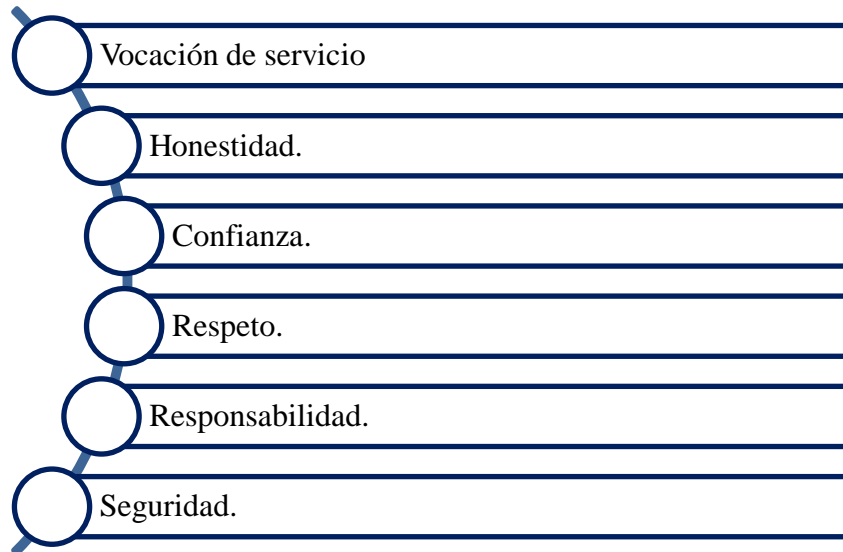 Vocación de servicio
Honestidad.
Confianza.
Respeto.
Responsabilidad.
Seguridad.